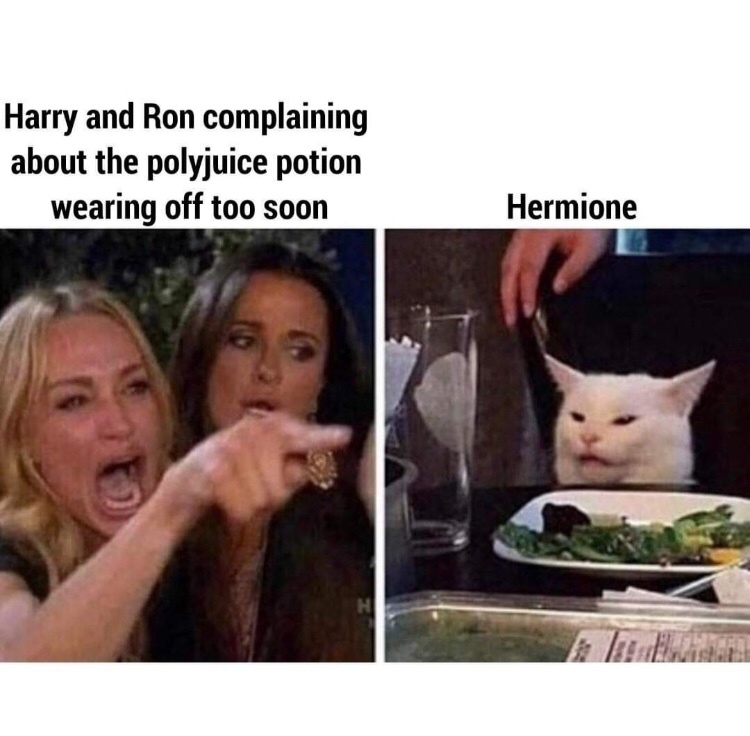 Harry and Ron complaining
about the polyjuice potion
wearing off too soon
Hermione